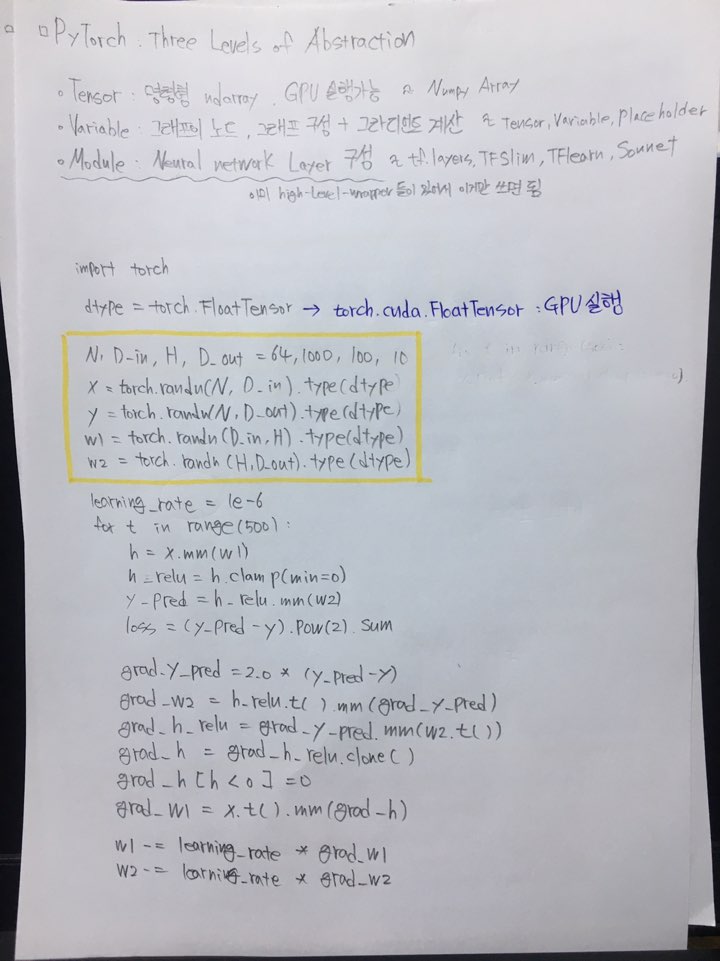 □ PyTorch : Three Levels of Abstraction
∘ Tensor : 명령형 ndarray, GPU 실행가능 ≈ Numpy Array
∘ Variable : 그래프의 노드, 그래프 구성 + 그라디언트 계산 ≈ Tensor, Variable, Placeholder
∘ Module : Neural network Layer 구성 ≈ tf.layers, TFSlim, TFlearn, Sonnet
이미 high-Level-wrapper 들이 있어서 이거만 쓰면 됨
import torch
dtype = torch.FloatTensor → torch.cuda.FloatTensor : GPU 실행
N, D-in, H, D_out = 64, 1000, 100, 10
X = torch.randn(N, D_in).type(dtype)
y = torch.randn(N, D_out).type(dtype)
w1 = torch.randn(D_in, H).type(dtype)
w2 = torch.randn(H, D_out).type(dtype)
learning_rate = 1e-6
for t in range(500):
h = x.mm(w1)
h_relu = h.clamp(min=0)
y_pred = h_relu.mm(w2)
loss = (y_pred-y).pow(2).sum
grad_y_pred = 2.0 * (y_pred-y)
grad_w2 = h_relu.t().mm(grad_y_pred)
grad_h_relu = grad_y_pred.mm(w2.t())
grad_h = grad_h_relu.clone()
grad_h[h<0] = 0
grad_w1 = x.t().mm(grad_h)
w1 -= learning_rate * grad_w1
w2 -= learning_rate * grad_w2